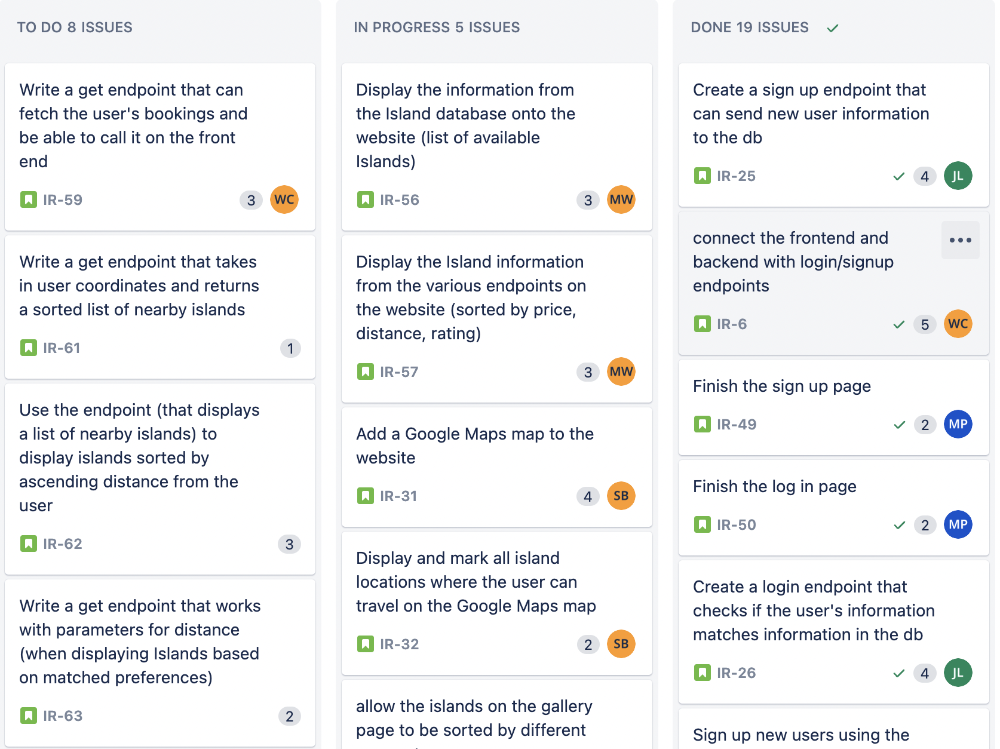 TO DO 8 ISSUES
Write a get endpoint that can
fetch the user's bookings and
be able to call it on the front
end
IR-59
3
WC
Write a get endpoint that takes
in user coordinates and returns
a sorted list of nearby islands
IR-61
1
Use the endpoint (that displays
a list of nearby islands) to
display islands sorted by
ascending distance from the
user
IR-62
3
Write a get endpoint that works
with parameters for distance
(when displaying Islands based
on matched preferences)
IR-63
2
IN PROGRESS 5 ISSUES
Display the information from
the Island database onto the
website (list of available
Islands)
IR-56
3
MW
Display the Island information
from the various endpoints on
the website (sorted by price,
distance, rating)
IR-57
3
MW
Add a Google Maps map to the
website
IR-31
4
SB
Display and mark all island
locations where the user can
travel on the Google Maps map
IR-32
2
SB
allow the islands on the gallery
page to be sorted by different
DONE 19 ISSUES
Create a sign up endpoint that
can send new user information
to the db
IR-25
4
JL
connect the frontend and
backend with login/signup
endpoints
IR-6
5
WC
Finish the sign up page
IR-49
2
MP
Finish the log in page
IR-50
2
MP
Create a login endpoint that
checks if the user's information
matches information in the db
IR-26
4
JL
Sign up new users using the